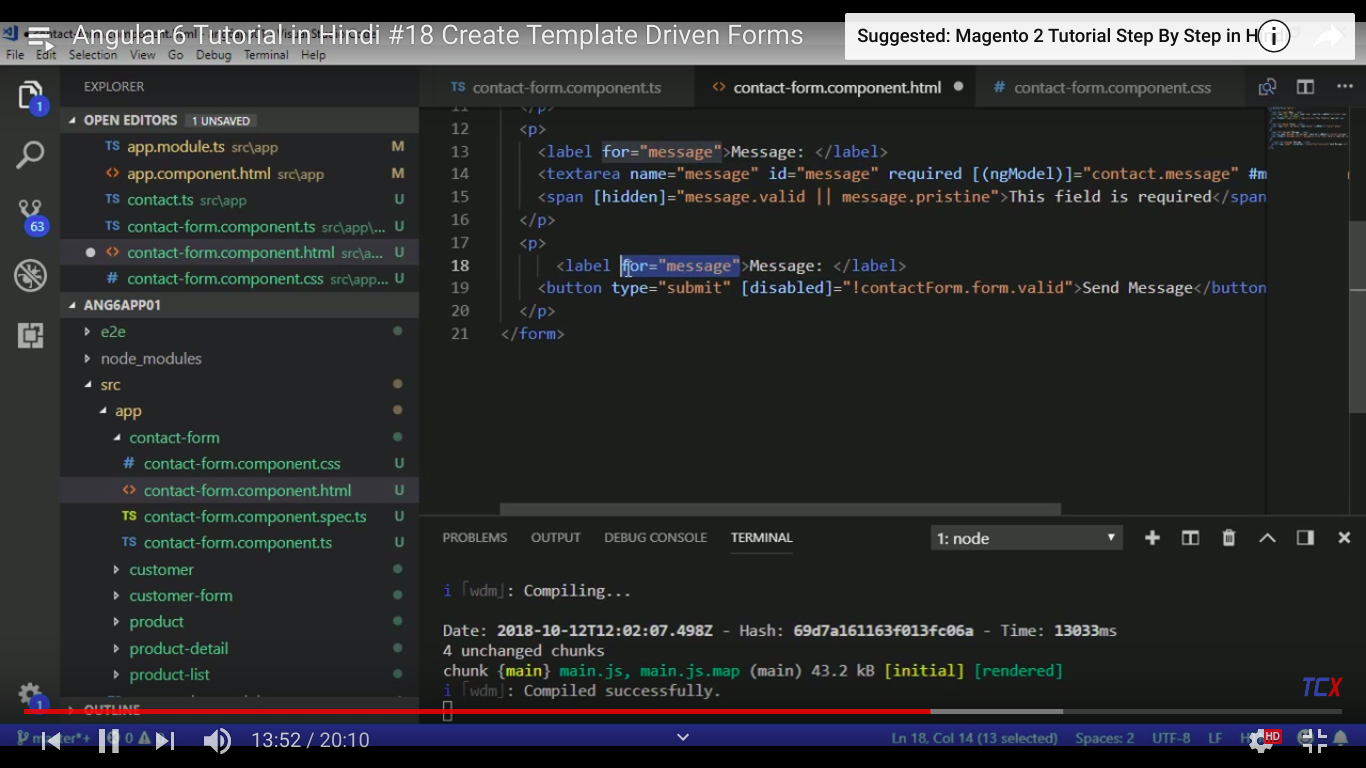 Angular 6 Tutorial in Hindi #18 Create Template Driven Forms
Suggested: Magento 2 Tutorial Step By Step in H
File Edit Selection View Go Debug Terminal Help
EXPLORER
OPEN EDITORS 1 UNSAVED
TS app.module.ts src\app M
<> app.component.html src\app M
TS contact.ts src\app U
TS contact-form.component.ts src\app\... U
<> contact-form.component.html src\a... U
# contact-form.component.css src\app... U
ANG6APP01
e2e
node_modules
src
app
contact-form
# contact-form.component.css U
<> contact-form.component.html U
TS contact-form.component.spec.ts U
TS contact-form.component.ts U
customer
customer-form
product
product-detail
product-list
OUTLINE
1
63
1
TS contact-form.component.ts <> contact-form.component.html # contact-form.component.css
11 </p>
12 <p>
13 <label for="message">Message: </label>
14 <textarea name="message" id="message" required [(ngModel)]="contact.message" #m
15 <span [hidden]="message.valid || message.pristine">This field is required</span
16 </p>
17 <p>
18 <label for="message">Message: </label>
19 <button type="submit" [disabled]="!contactForm.form.valid">Send Message</button
20 </p>
21 </form>
PROBLEMS OUTPUT DEBUG CONSOLE TERMINAL 1: node
i ｢wdm｣: Compiling...
Date: 2018-10-12T12:02:07.498Z - Hash: 69d7a161163f013fc06a - Time: 13033ms
4 unchanged chunks
chunk {main} main.js, main.js.map (main) 43.2 kB [initial] [rendered]
i ｢wdm｣: Compiled successfully.
TCX
13:52 / 20:10
0 0
Ln 18, Col 14 (13 selected) Spaces: 2 UTF-8 LF
HD